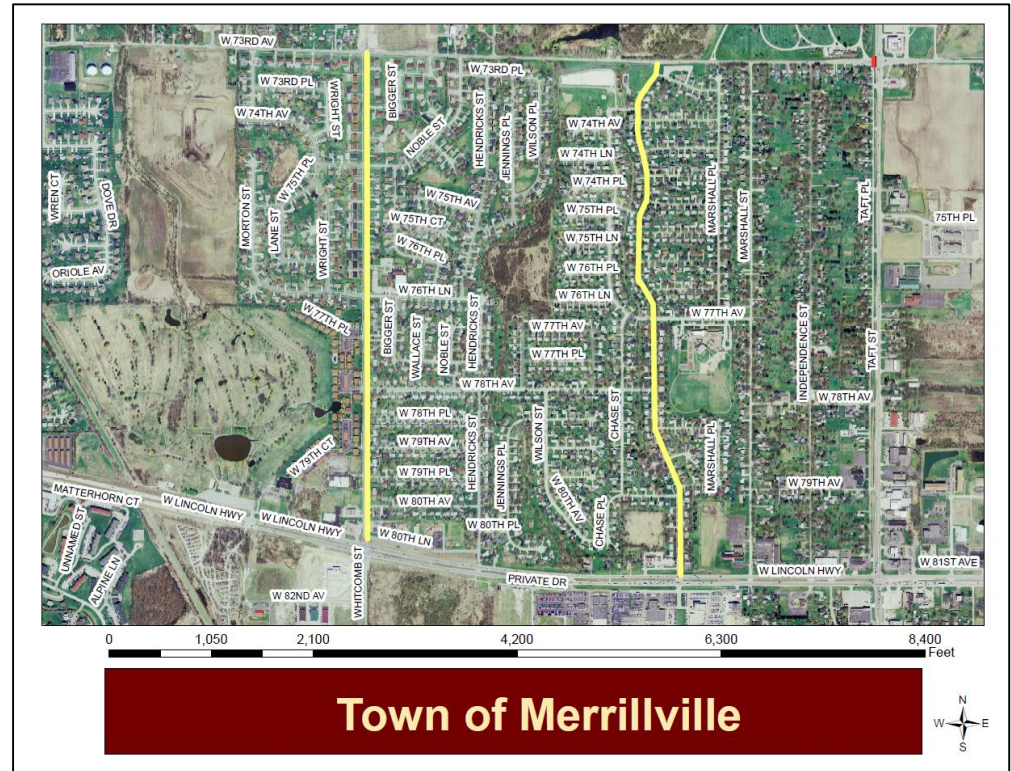 W 73RD AV
W 73RD PL
W 74TH AV
WRIGHT ST
BIGGER ST
NOBLE ST
HENDRICKS ST
W 73RD PL
JENNINGS PL
WILSON PL
W 74TH AV
W 74TH LN
W 74TH PL
W 75TH PL
W 75TH LN
W 76TH PL
W 76TH LN
MARSHALL PL
MARSHALL ST
TAFT PL
75TH PL
WREN CT
DOVE DR
ORIOLE AV
MORTON ST
LANE ST
W 75TH PL
WRIGHT ST
W 75TH AV
W 75TH CT
W 76TH PL
W 76TH LN
W 77TH PL
BIGGER ST
WALLACE ST
NOBLE ST
HENDRICKS ST
W 77TH AV
W 77TH PL
W 77TH AV
INDEPENDENCE ST
TAFT ST
W 78TH AV
W 78TH AV
W 78TH PL
W 79TH AV
W 79TH PL
W 80TH AV
HENDRICKS ST
JENNINGS PL
WILSON ST
CHASE ST
MARSHALL PL
W 79TH AV
W 79TH CT
W 80TH AV
CHASE PL
W 80TH PL
W 80TH LN
MATTERHORN CT
W LINCOLN HWY
W LINCOLN HWY
UNNAMED ST
ALPINE LN
W 82ND AV
WHITCOMB ST
PRIVATE DR
W LINCOLN HWY
W 81ST AVE
0 1,050 2,100 4,200 6,300 8,400
Feet
Town of Merrillville
N
W E
S